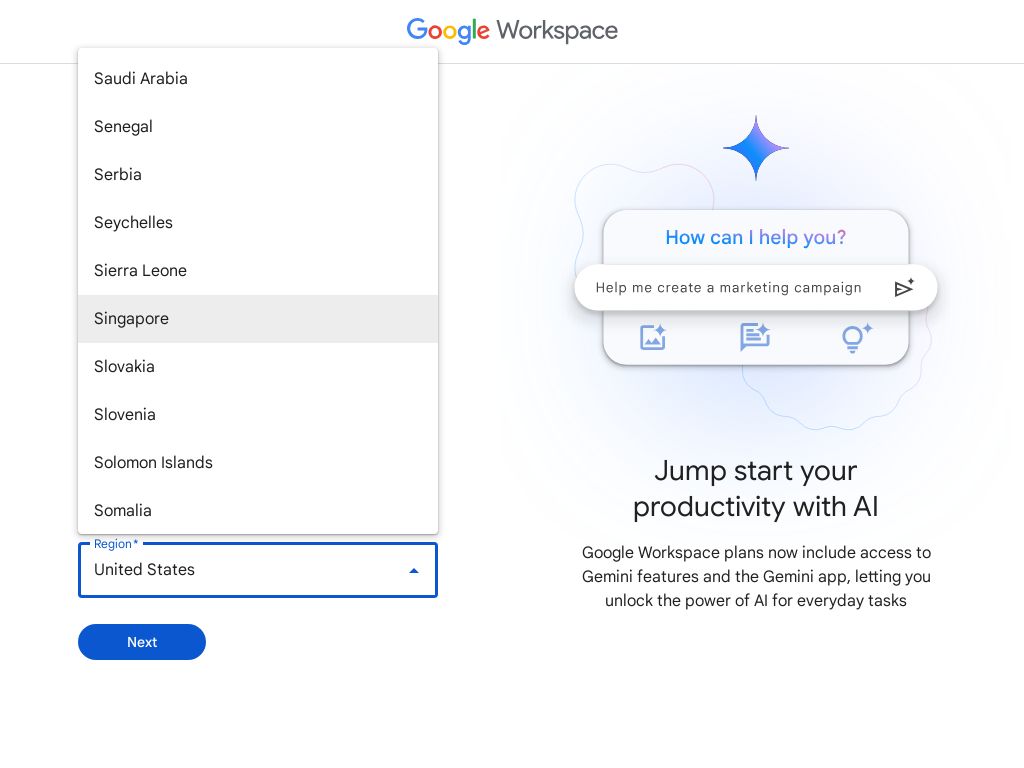 Google Workspace
Saudi Arabia
Senegal
Serbia
Seychelles
Sierra Leone
Singapore
Slovakia
Slovenia
Solomon Islands
Somalia
Region*
United States
Next
How can I help you?
Help me create a marketing campaign
Jump start your
productivity with AI
Google Workspace plans now include access to
Gemini features and the Gemini app, letting you
unlock the power of AI for everyday tasks